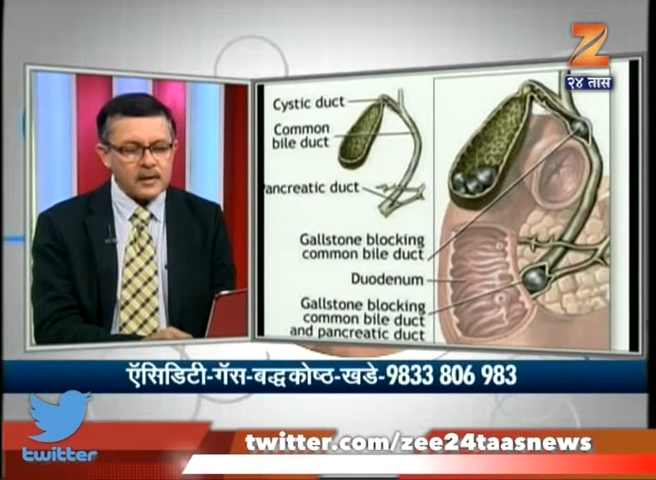 Z
२४ तास
Cystic duct
Common
bile duct
Pancreatic duct
Gallstone blocking
common bile duct
Duodenum
Gallstone blocking
common bile duct
and pancreatic duct
ऍसिडिटी-गॅस-बद्धकोष्ठ-खडे-9833 806 983
twitter
twitter.com/zee24taasnews